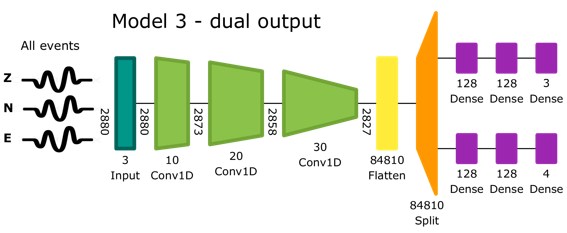 Model 3 - dual output
All events
Z
N
E
2880
2880
2873
2858
2827
3
Input
10
Conv1D
20
Conv1D
30
Conv1D
84810
Flatten
84810
Split
128
Dense
128
Dense
3
Dense
128
Dense
128
Dense
4
Dense